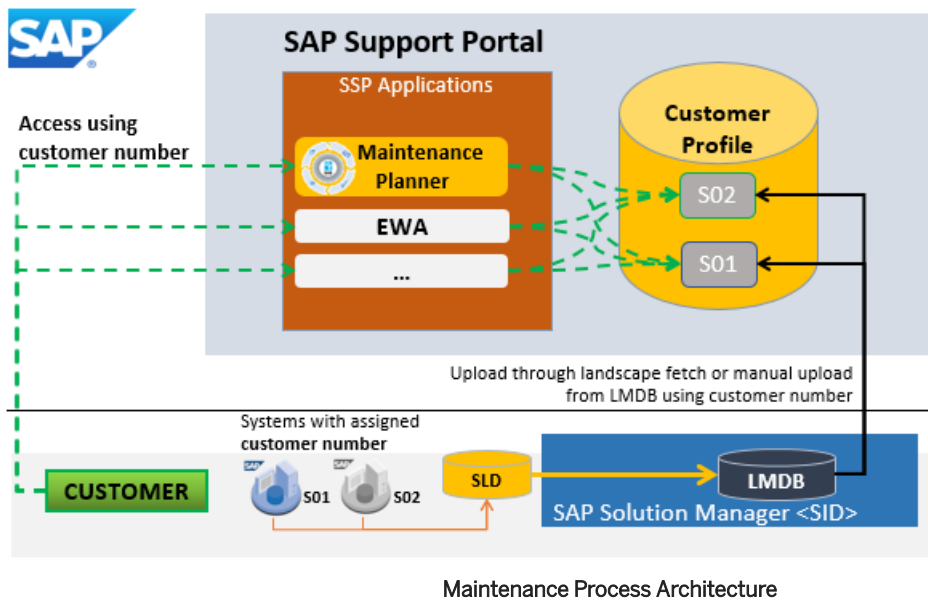 SAP
®
SAP Support Portal
SSP Applications
Access using
customer number
Maintenance
Planner
EWA
...
Customer
Profile
S02
S01
Upload through landscape fetch or manual upload
from LMDB using customer number
Systems with assigned
customer number
CUSTOMER
SAP
S01
SAP
S02
SLD
LMDB
SAP Solution Manager <SID>
Maintenance Process Architecture